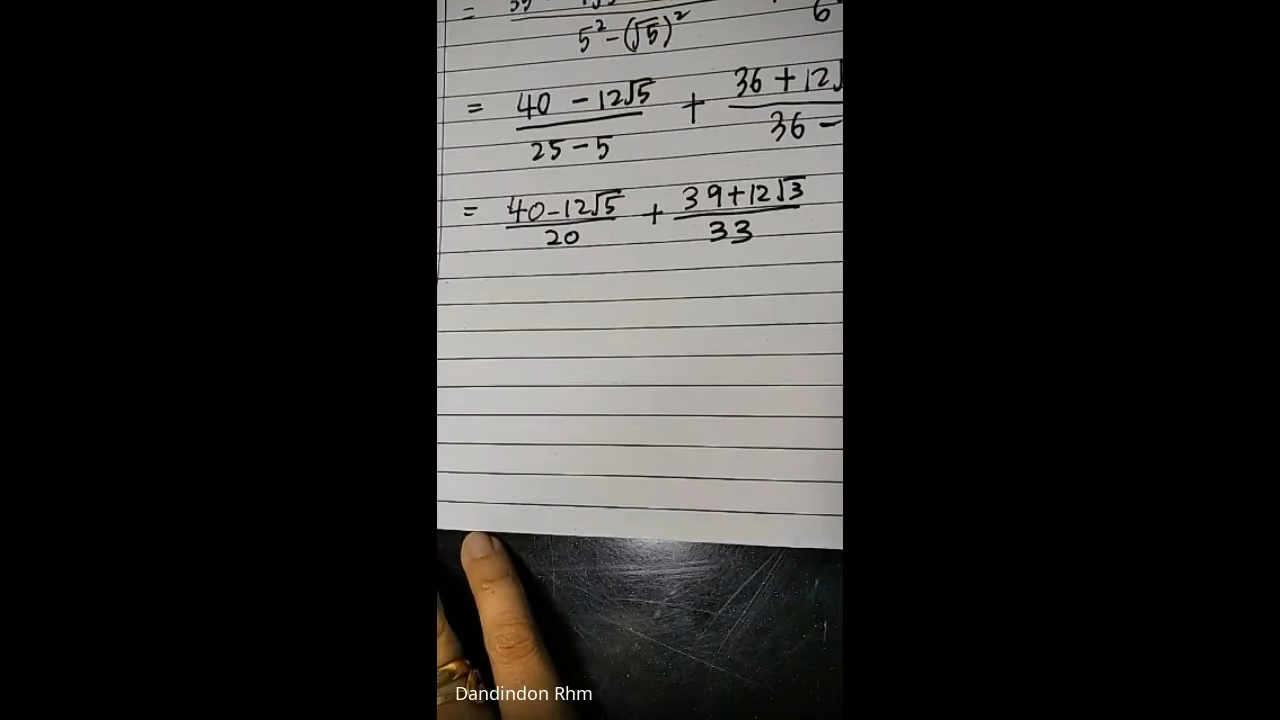 =
5² - (√5)² 6
= 40 - 12√5 / 25 - 5 + 36 + 12√ / 36 -
= 40 - 12√5 / 20 + 39 + 12√3 / 33
Dandindon Rhm